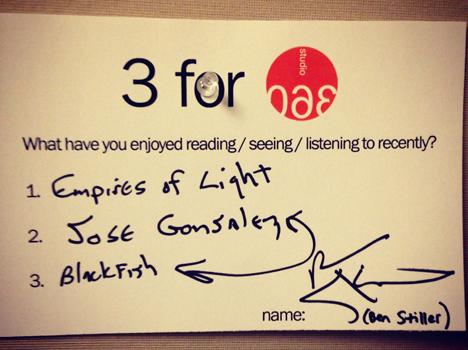 3 for
studio
360
What have you enjoyed reading / seeing / listening to recently?
1. Empires of Light
2. Jose Gonsalez
3. Blackfish
name: (Ben Stiller)